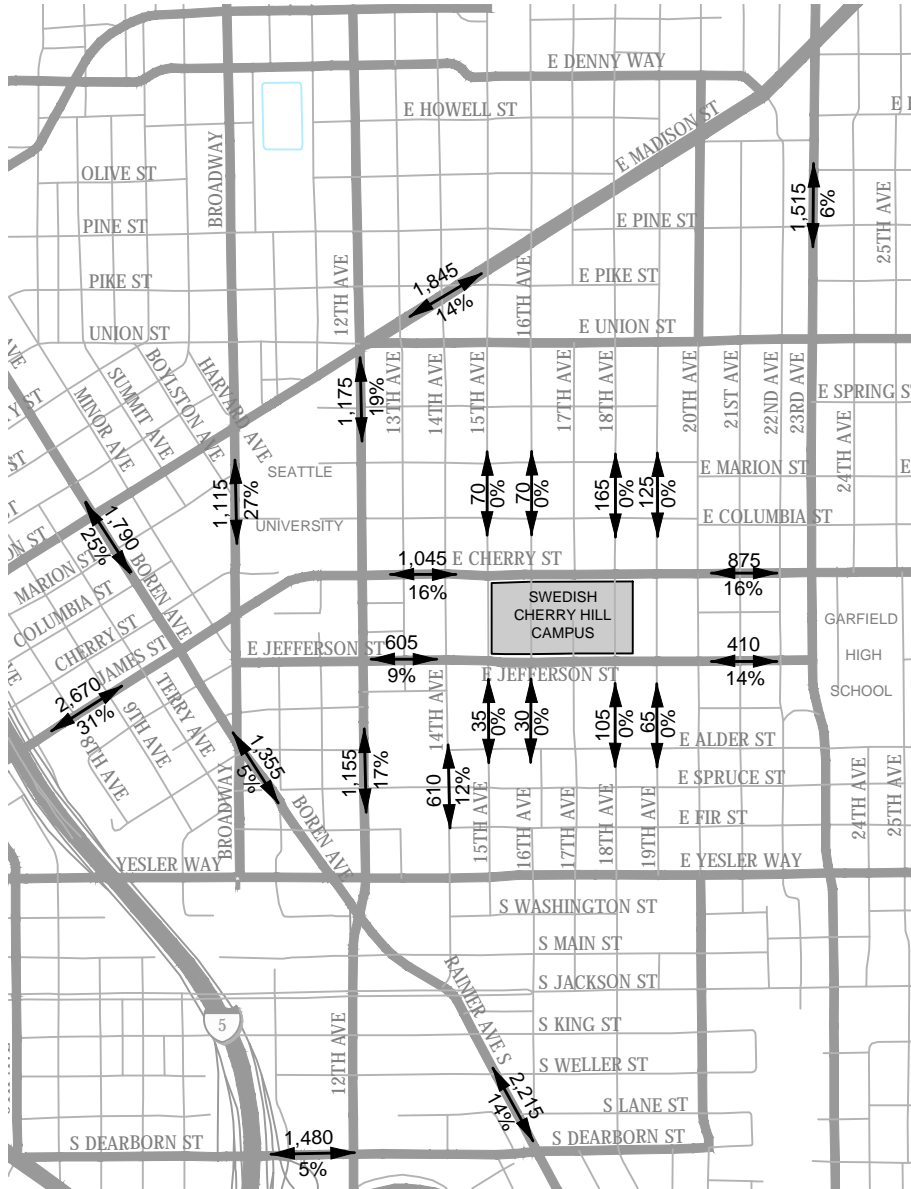 E DENNY WAY
E HOWELL ST
E MADISON ST
BROADWAY
OLIVE ST
1,515
6%
25TH AVE
PINE ST
E PINE ST
PIKE ST
12TH AVE
1,845
14%
16TH AVE
E PIKE ST
UNION ST
E UNION ST
HARVARD AVE
BOYLSTON AVE
SUMMIT AVE
MINOR AVE
1,175
19%
13TH AVE
14TH AVE
15TH AVE
17TH AVE
18TH AVE
20TH AVE
21ST AVE
22ND AVE
23RD AVE
E SPRING ST
24TH AVE
SEATTLE
UNIVERSITY
1,115
27%
70
0%
70
0%
165
0%
125
0%
E MARION ST
E COLUMBIA ST
1,790
25%
BOREN AVE
MARION ST
COLUMBIA ST
CHERRY ST
JAMES ST
1,045
16%
E CHERRY ST
875
16%
SWEDISH
CHERRY HILL
CAMPUS
GARFIELD
HIGH
SCHOOL
E JEFFERSON ST
605
9%
E JEFFERSON ST
410
14%
2,670
31%
TERRY AVE
9TH AVE
8TH AVE
14TH AVE
35
0%
30
0%
105
0%
65
0%
E ALDER ST
1,355
5%
1,155
17%
610
12%
E SPRUCE ST
BROADWAY
BOREN AVE
15TH AVE
16TH AVE
17TH AVE
18TH AVE
19TH AVE
E FIR ST
24TH AVE
25TH AVE
YESLER WAY
E YESLER WAY
S WASHINGTON ST
S MAIN ST
RAINIER AVE S
S JACKSON ST
5
12TH AVE
S KING ST
S WELLER ST
2,215
14%
S LANE ST
S DEARBORN ST
1,480
5%
S DEARBORN ST